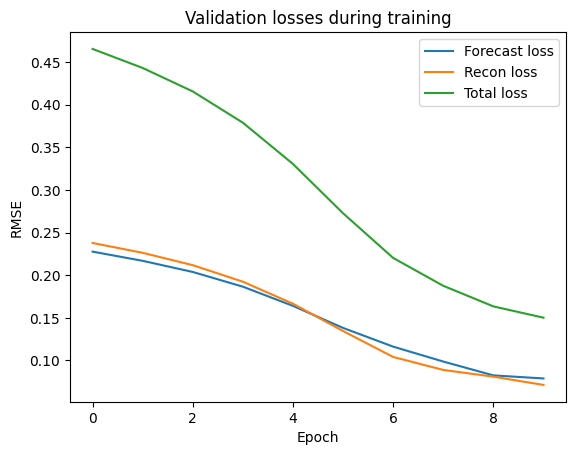 Validation losses during training
Forecast loss
Recon loss
Total loss
0.45
0.40
0.35
0.30
0.25
0.20
0.15
0.10
RMSE
0 2 4 6 8
Epoch